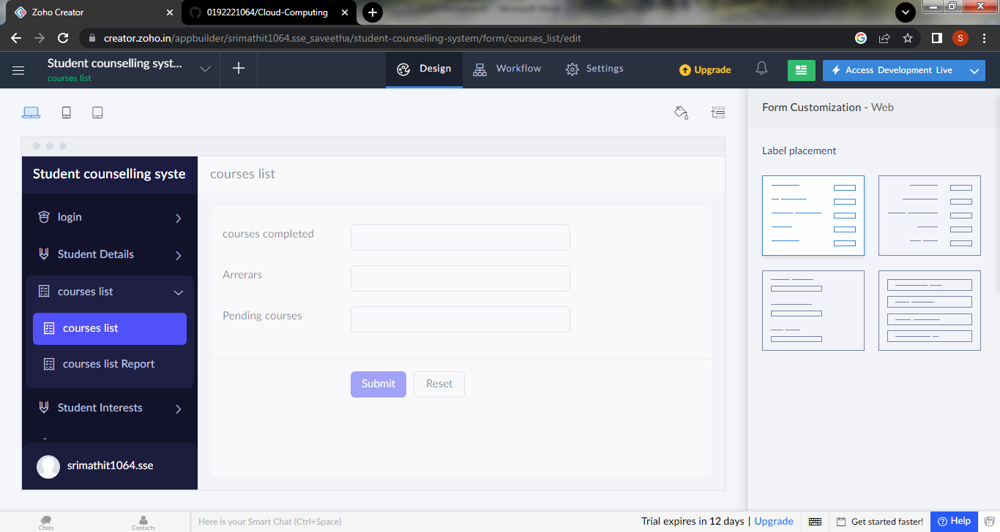 Zoho Creator
0192221064/Cloud-Computing
creator.zoho.in/appbuilder/srimathit1064.sse_saveetha/student-counselling-system/form/courses_list/edit
S
Student counselling syst...
courses list
Design
Workflow
Settings
Upgrade
Access Development Live
Form Customization - Web
Label placement
Student counselling syste
courses list
login
Student Details
courses list
courses list
courses list Report
Student Interests
srimathit1064.sse
courses completed
Arrerars
Pending courses
Submit
Reset
Chats
Contacts
Here is your Smart Chat (Ctrl+Space)
Trial expires in 12 days | Upgrade
Get started faster!
Help